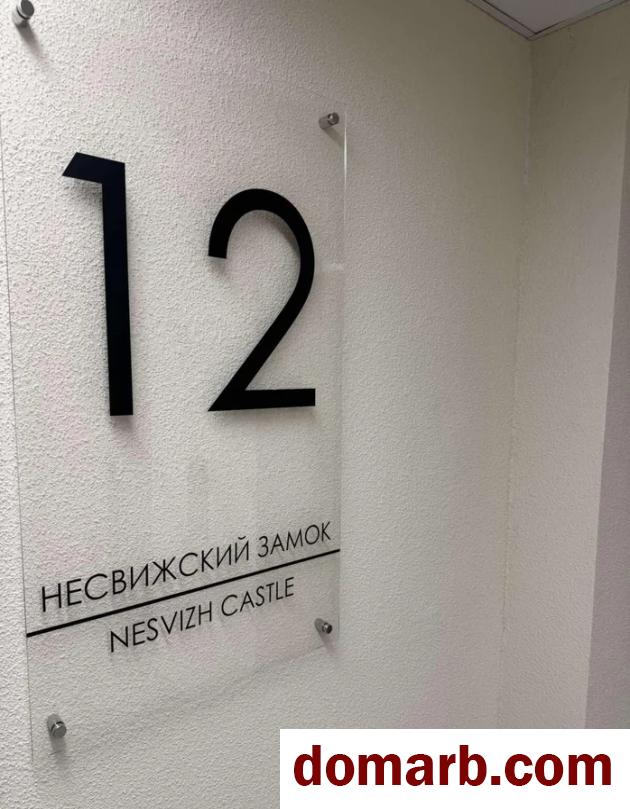 12
НЕСВИЖСКИЙ ЗАМОК
NESVIZH CASTLE
domarb.com